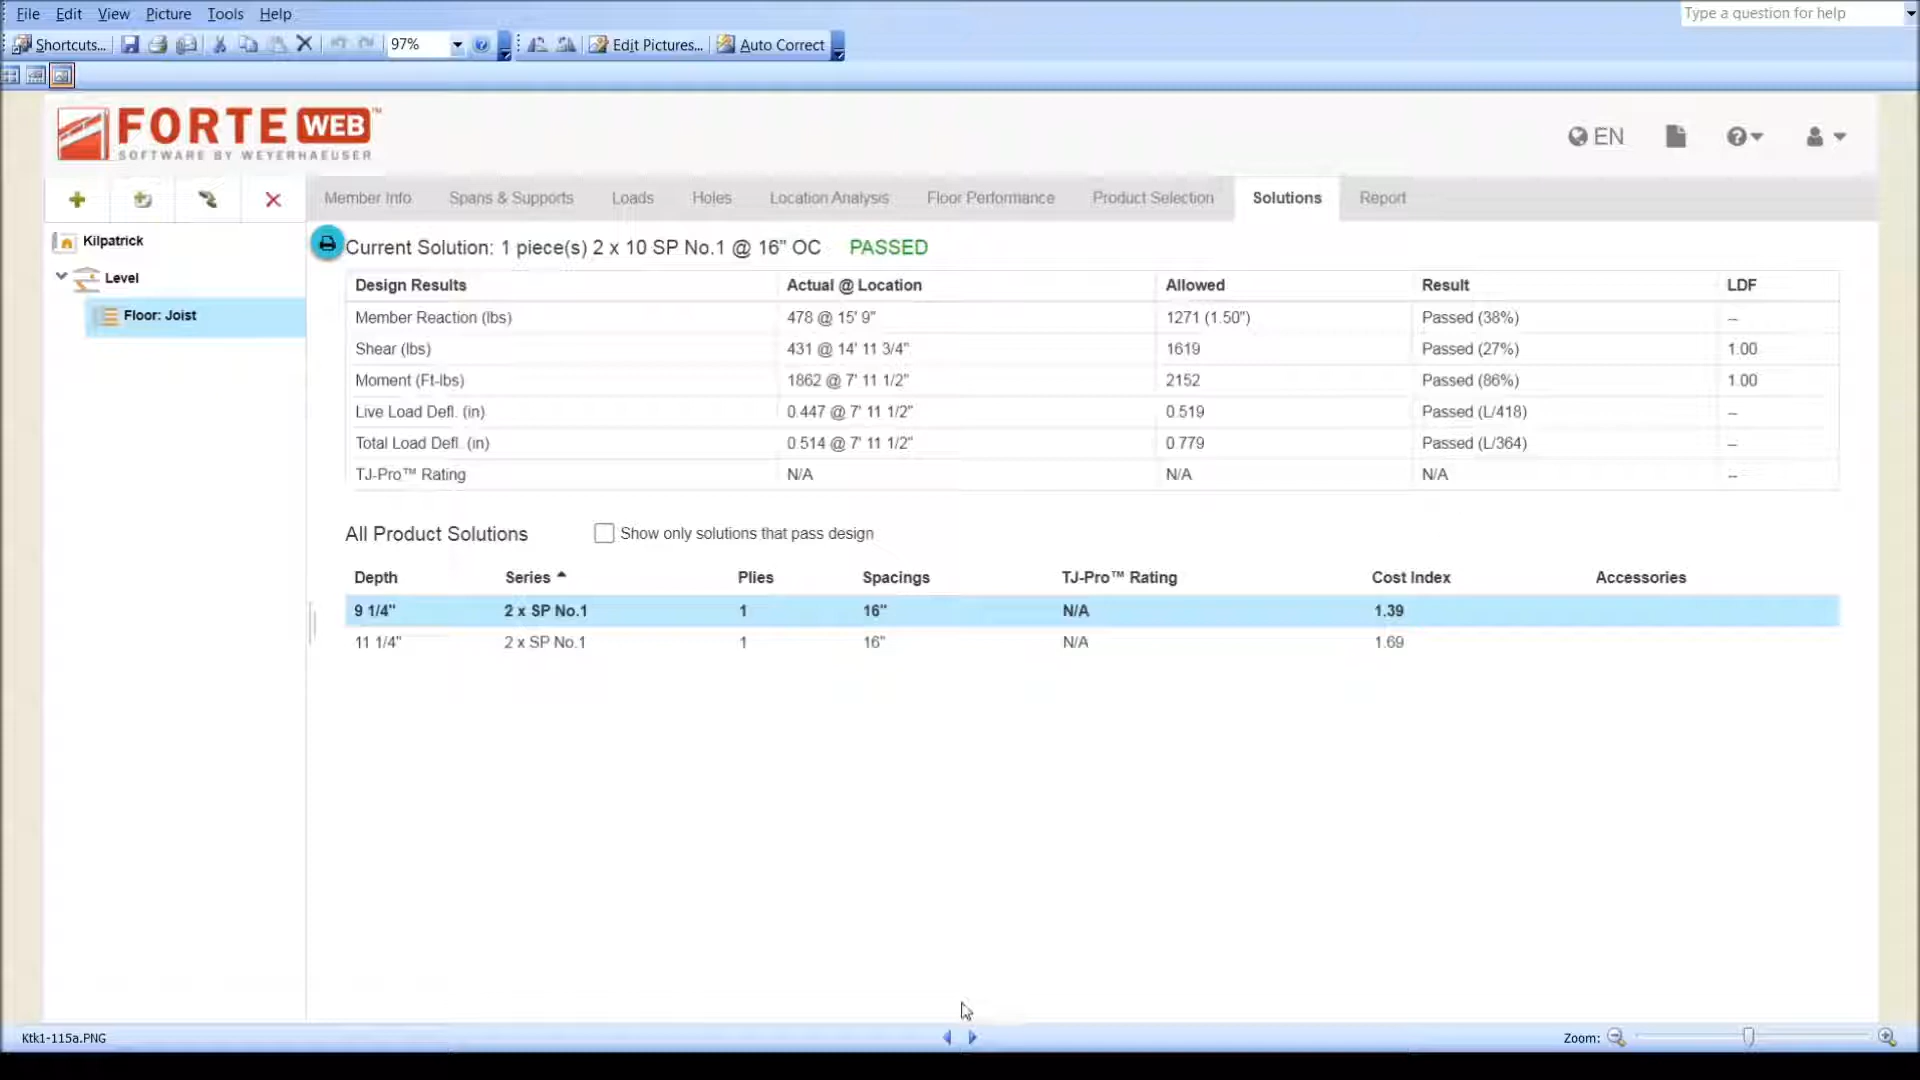 File Edit View Picture Tools Help
Type a question for help
Shortcuts... 97% Edit Pictures... Auto Correct
FORTE WEB™
SOFTWARE BY WEYERHAEUSER
EN
Member Info Spans & Supports Loads Holes Location Analysis Floor Performance Product Selection Solutions Report
Kilpatrick
Level
Floor: Joist
Current Solution: 1 piece(s) 2 x 10 SP No.1 @ 16" OC PASSED
Design Results Actual @ Location Allowed Result LDF
Member Reaction (lbs) 478 @ 15' 9" 1271 (1.50") Passed (38%) --
Shear (lbs) 431 @ 14' 11 3/4" 1619 Passed (27%) 1.00
Moment (Ft-lbs) 1862 @ 7' 11 1/2" 2152 Passed (86%) 1.00
Live Load Defl. (in) 0.447 @ 7' 11 1/2" 0.519 Passed (L/418) --
Total Load Defl. (in) 0.514 @ 7' 11 1/2" 0.779 Passed (L/364) --
TJ-Pro™ Rating N/A N/A N/A --
All Product Solutions Show only solutions that pass design
Depth Series Plies Spacings TJ-Pro™ Rating Cost Index Accessories
9 1/4" 2 x SP No.1 1 16" N/A 1.39
11 1/4" 2 x SP No.1 1 16" N/A 1.69
Ktk1-115a.PNG
Zoom: